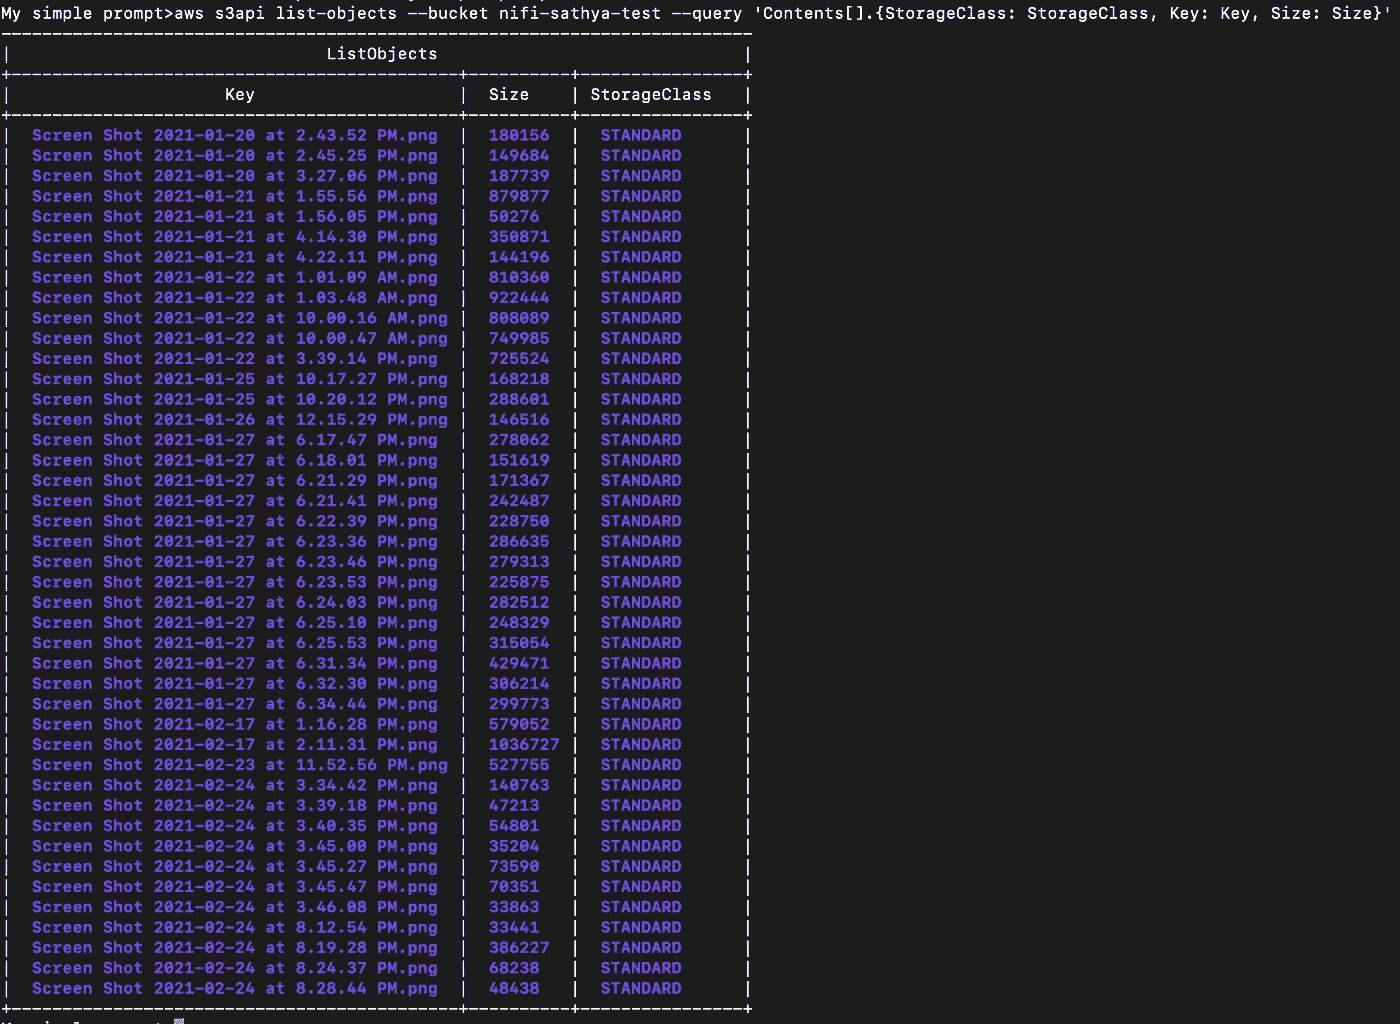 My simple prompt>aws s3api list-objects --bucket nifi-sathya-test --query 'Contents[].{StorageClass: StorageClass, Key: Key, Size: Size}'
ListObjects
Key | Size | StorageClass
Screen Shot 2021-01-20 at 2.43.52 PM.png | 180156 | STANDARD
Screen Shot 2021-01-20 at 2.45.25 PM.png | 149684 | STANDARD
Screen Shot 2021-01-20 at 3.27.06 PM.png | 187739 | STANDARD
Screen Shot 2021-01-21 at 1.55.56 PM.png | 879877 | STANDARD
Screen Shot 2021-01-21 at 1.56.05 PM.png | 50276 | STANDARD
Screen Shot 2021-01-21 at 4.14.30 PM.png | 350871 | STANDARD
Screen Shot 2021-01-21 at 4.22.11 PM.png | 144196 | STANDARD
Screen Shot 2021-01-22 at 1.01.09 AM.png | 810360 | STANDARD
Screen Shot 2021-01-22 at 1.03.48 AM.png | 922444 | STANDARD
Screen Shot 2021-01-22 at 10.00.16 AM.png | 808089 | STANDARD
Screen Shot 2021-01-22 at 10.00.47 AM.png | 749985 | STANDARD
Screen Shot 2021-01-22 at 3.39.14 PM.png | 725524 | STANDARD
Screen Shot 2021-01-25 at 10.17.27 PM.png | 168218 | STANDARD
Screen Shot 2021-01-25 at 10.20.12 PM.png | 288601 | STANDARD
Screen Shot 2021-01-26 at 12.15.29 PM.png | 146516 | STANDARD
Screen Shot 2021-01-27 at 6.17.47 PM.png | 278062 | STANDARD
Screen Shot 2021-01-27 at 6.18.01 PM.png | 151619 | STANDARD
Screen Shot 2021-01-27 at 6.21.29 PM.png | 171367 | STANDARD
Screen Shot 2021-01-27 at 6.21.41 PM.png | 242487 | STANDARD
Screen Shot 2021-01-27 at 6.22.39 PM.png | 228750 | STANDARD
Screen Shot 2021-01-27 at 6.23.36 PM.png | 286635 | STANDARD
Screen Shot 2021-01-27 at 6.23.46 PM.png | 279313 | STANDARD
Screen Shot 2021-01-27 at 6.23.53 PM.png | 225875 | STANDARD
Screen Shot 2021-01-27 at 6.24.03 PM.png | 282512 | STANDARD
Screen Shot 2021-01-27 at 6.25.10 PM.png | 248329 | STANDARD
Screen Shot 2021-01-27 at 6.25.53 PM.png | 315054 | STANDARD
Screen Shot 2021-01-27 at 6.31.34 PM.png | 429471 | STANDARD
Screen Shot 2021-01-27 at 6.32.30 PM.png | 306214 | STANDARD
Screen Shot 2021-01-27 at 6.34.44 PM.png | 299773 | STANDARD
Screen Shot 2021-02-17 at 1.16.28 PM.png | 579052 | STANDARD
Screen Shot 2021-02-17 at 2.11.31 PM.png | 1036727 | STANDARD
Screen Shot 2021-02-23 at 11.52.56 PM.png | 527755 | STANDARD
Screen Shot 2021-02-24 at 3.34.42 PM.png | 140763 | STANDARD
Screen Shot 2021-02-24 at 3.39.18 PM.png | 47213 | STANDARD
Screen Shot 2021-02-24 at 3.40.35 PM.png | 54801 | STANDARD
Screen Shot 2021-02-24 at 3.45.00 PM.png | 35204 | STANDARD
Screen Shot 2021-02-24 at 3.45.27 PM.png | 73590 | STANDARD
Screen Shot 2021-02-24 at 3.45.47 PM.png | 70351 | STANDARD
Screen Shot 2021-02-24 at 3.46.08 PM.png | 33863 | STANDARD
Screen Shot 2021-02-24 at 8.12.54 PM.png | 33441 | STANDARD
Screen Shot 2021-02-24 at 8.19.28 PM.png | 386227 | STANDARD
Screen Shot 2021-02-24 at 8.24.37 PM.png | 68238 | STANDARD
Screen Shot 2021-02-24 at 8.28.44 PM.png | 48438 | STANDARD